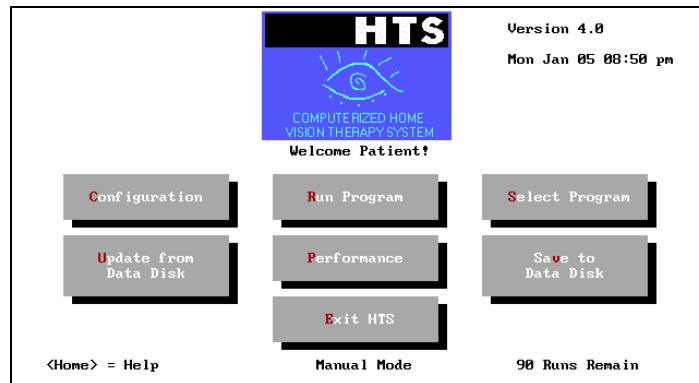 HTS
Version 4.0
Mon Jan 05 08:50 pm
COMPUTERIZED HOME
VISION THERAPY SYSTEM
Welcome Patient!
Configuration
Run Program
Select Program
Update from
Data Disk
Performance
Save to
Data Disk
Exit HTS
<Home> = Help
Manual Mode
90 Runs Remain